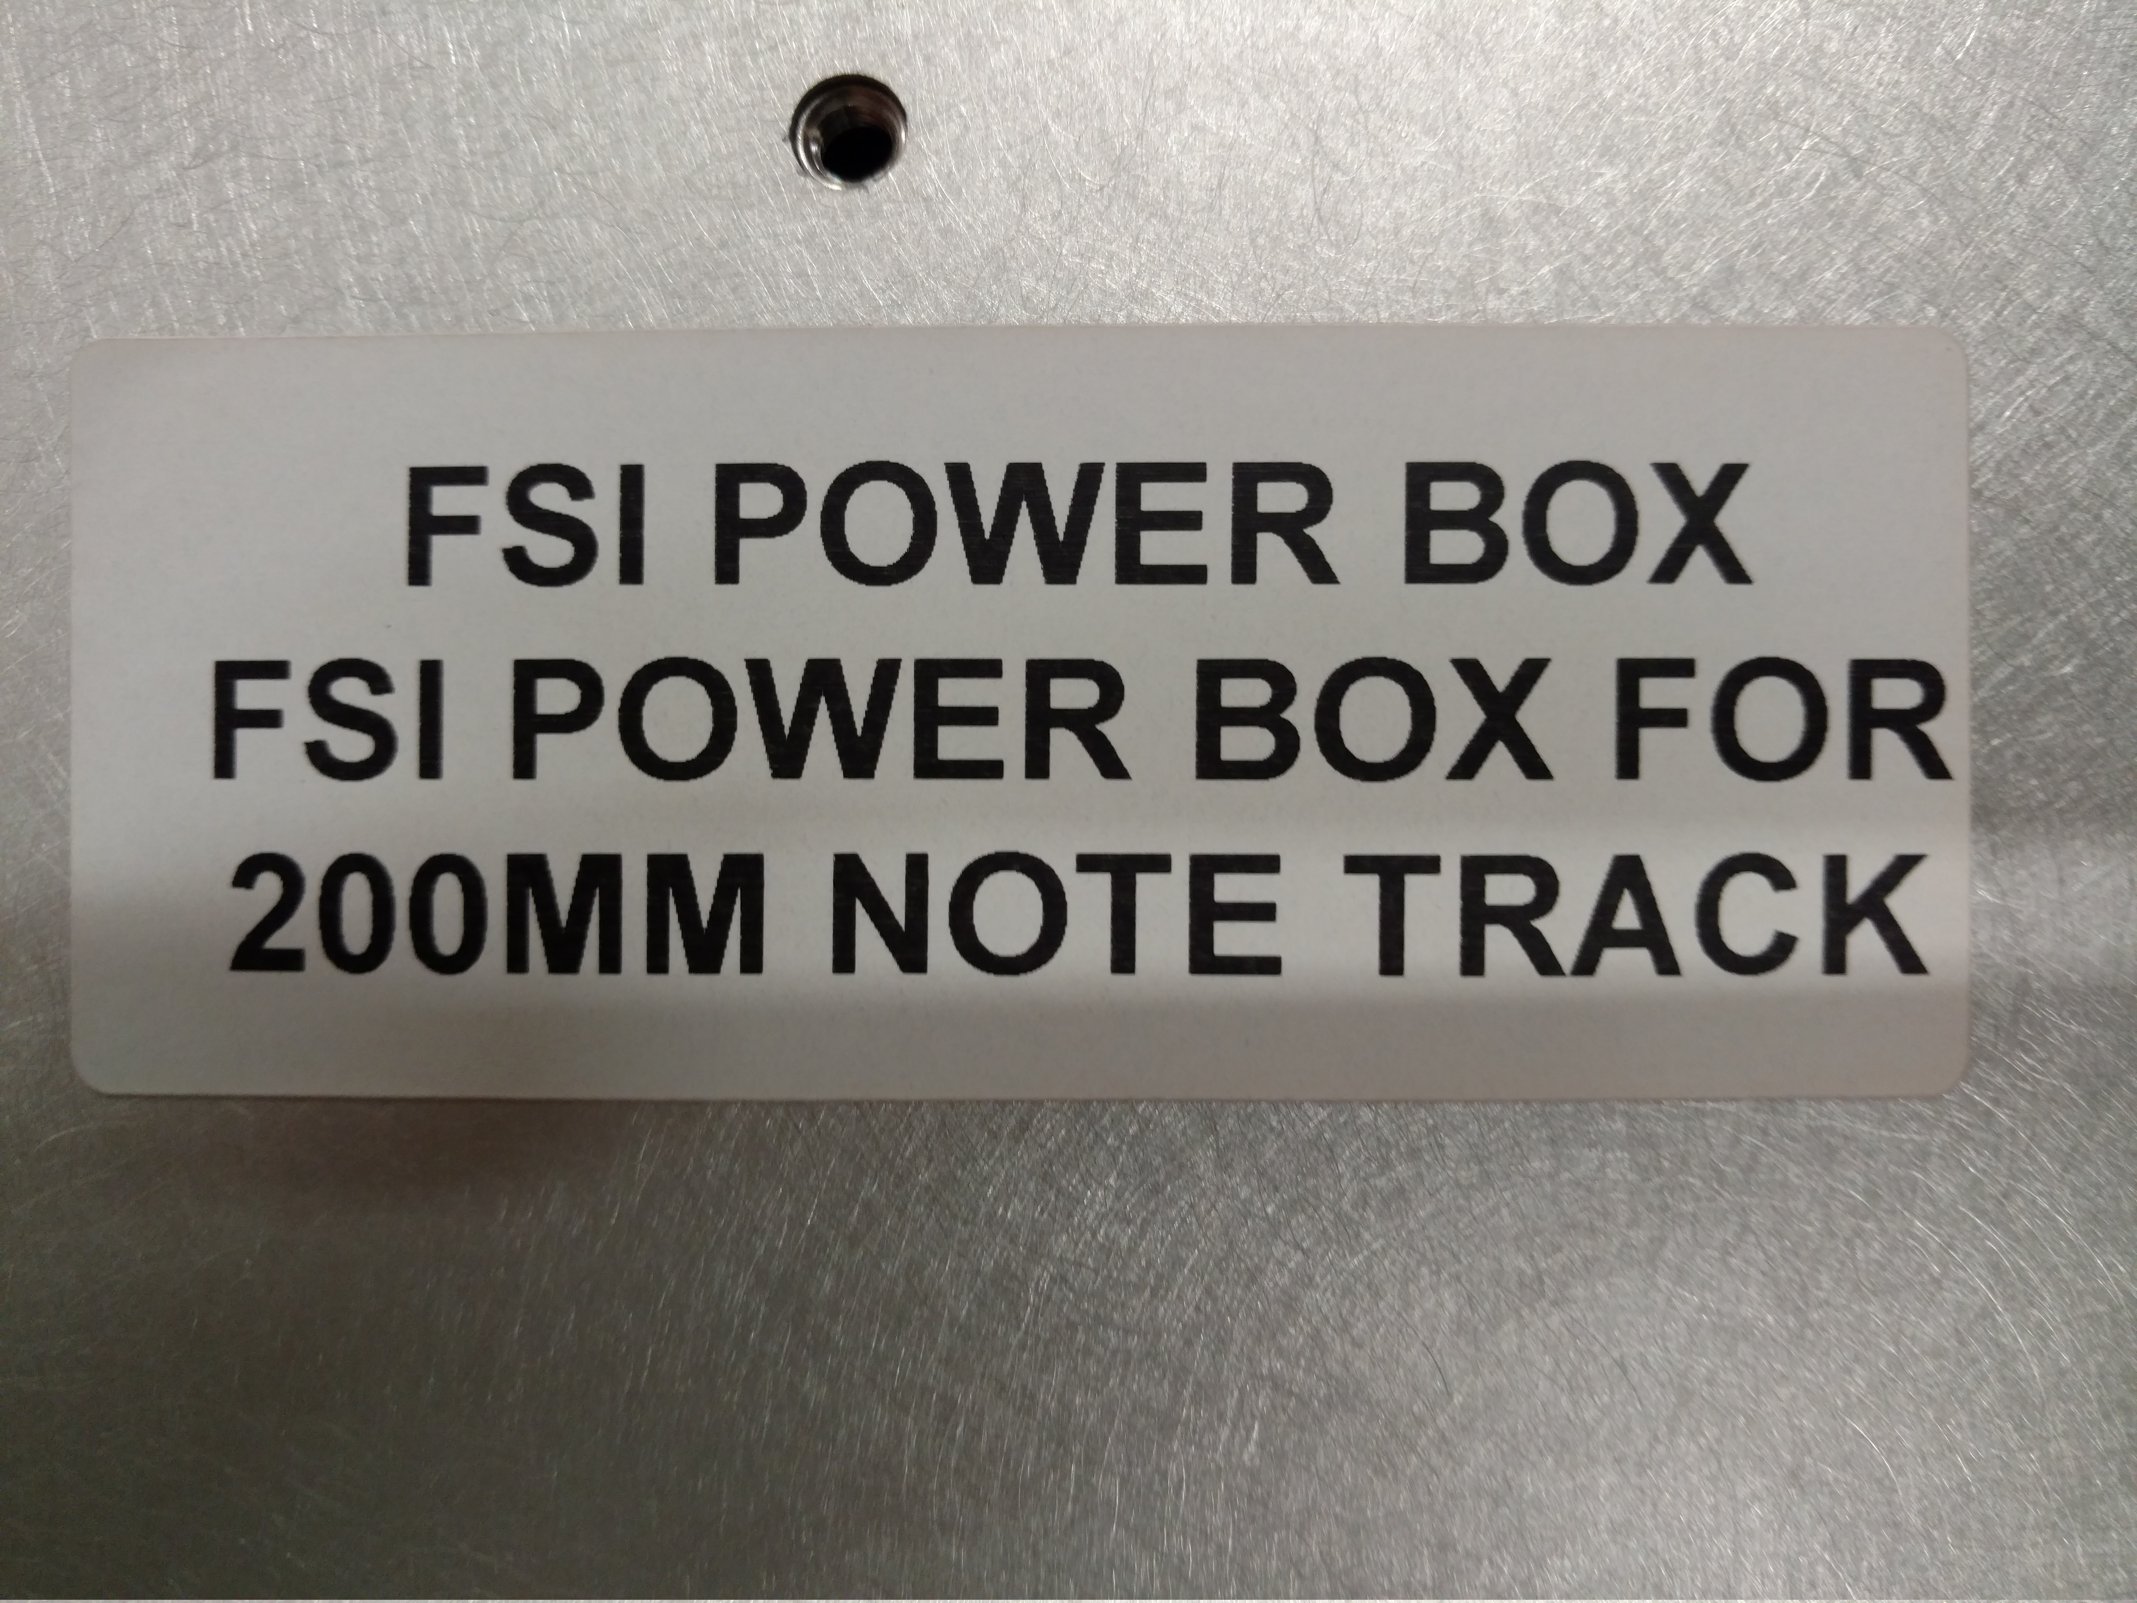 FSI POWER BOX
FSI POWER BOX FOR
200MM NOTE TRACK